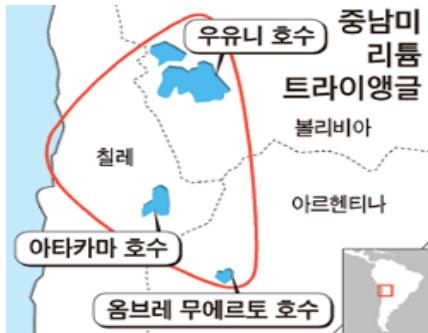 중남미
리튬
트라이앵글
우유니 호수
볼리비아
칠레
아르헨티나
아타카마 호수
옴브레 무에르토 호수